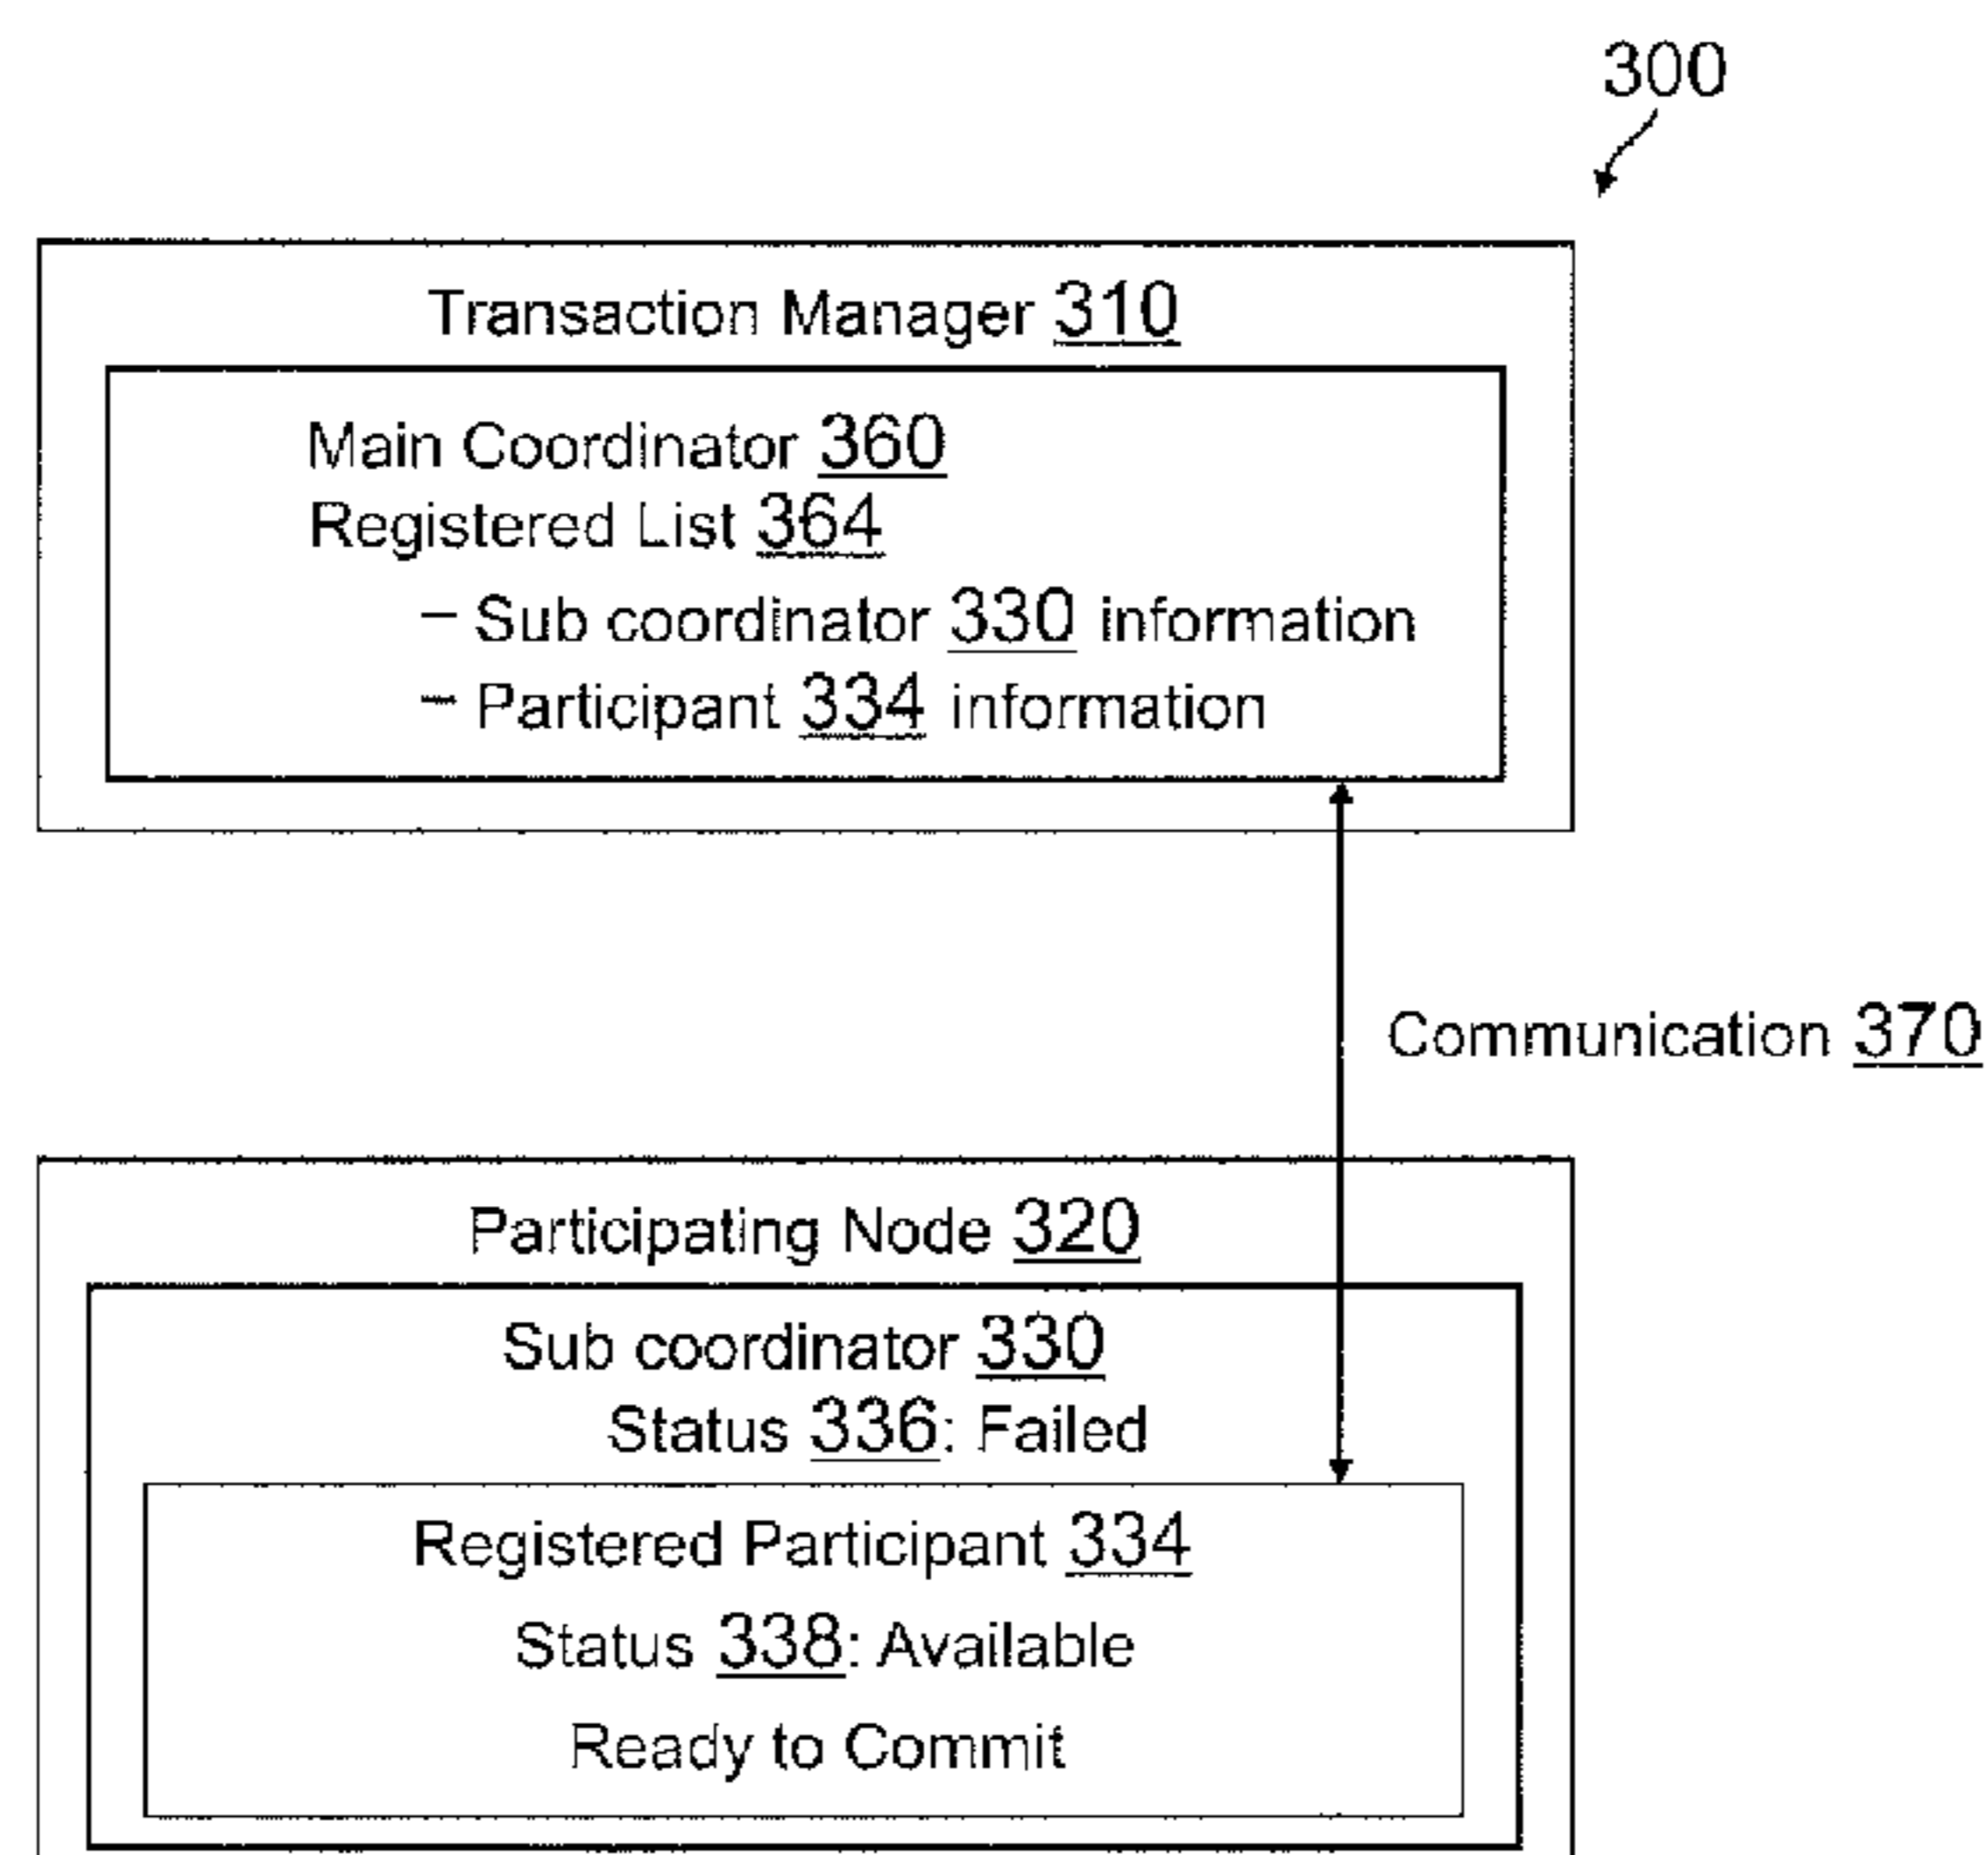 300
Transaction Manager 310
Main Coordinator 360
Registered List 364
– Sub coordinator 330 information
– Participant 334 information
Communication 370
Participating Node 320
Sub coordinator 330
Status 336: Failed
Registered Participant 334
Status 338: Available
Ready to Commit